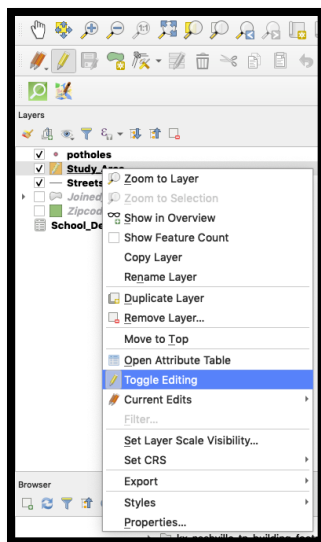 Layers
potholes
Study_Area
Zoom to Layer
Streets
Zoom to Selection
Joined
Show in Overview
Zipcod
Show Feature Count
School_De
Copy Layer
Rename Layer
Duplicate Layer
Remove Layer...
Move to Top
Open Attribute Table
Toggle Editing
Current Edits
Filter...
Set Layer Scale Visibility...
Set CRS
Export
Browser
Styles
Properties...